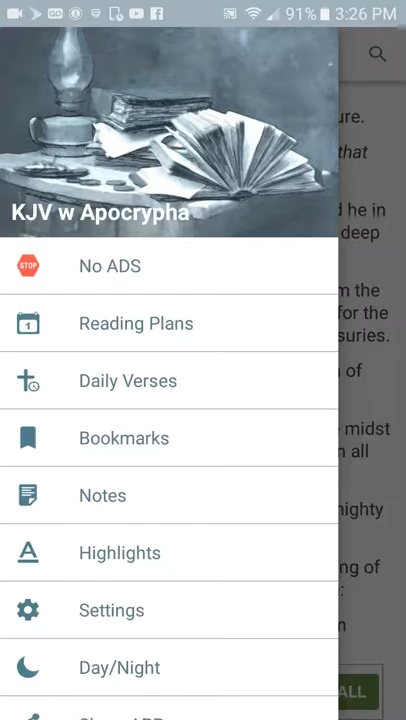 91% 3:26 PM
KJV w Apocrypha
STOP No ADS
1 Reading Plans
Daily Verses
Bookmarks
Notes
A Highlights
Settings
Day/Night
ure.
that
he in
deep
m the
for the
suries.
of
midst
n all
nighty
ng of
:
n
ALL